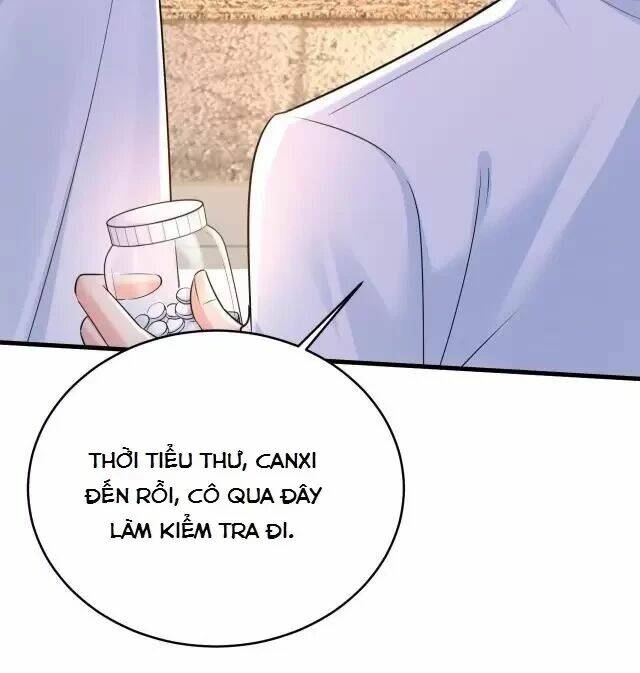 THỜI TIỂU THƯ, CANXI
ĐẾN RỒI, CÔ QUA ĐÂY
LÀM KIỂM TRA ĐI.